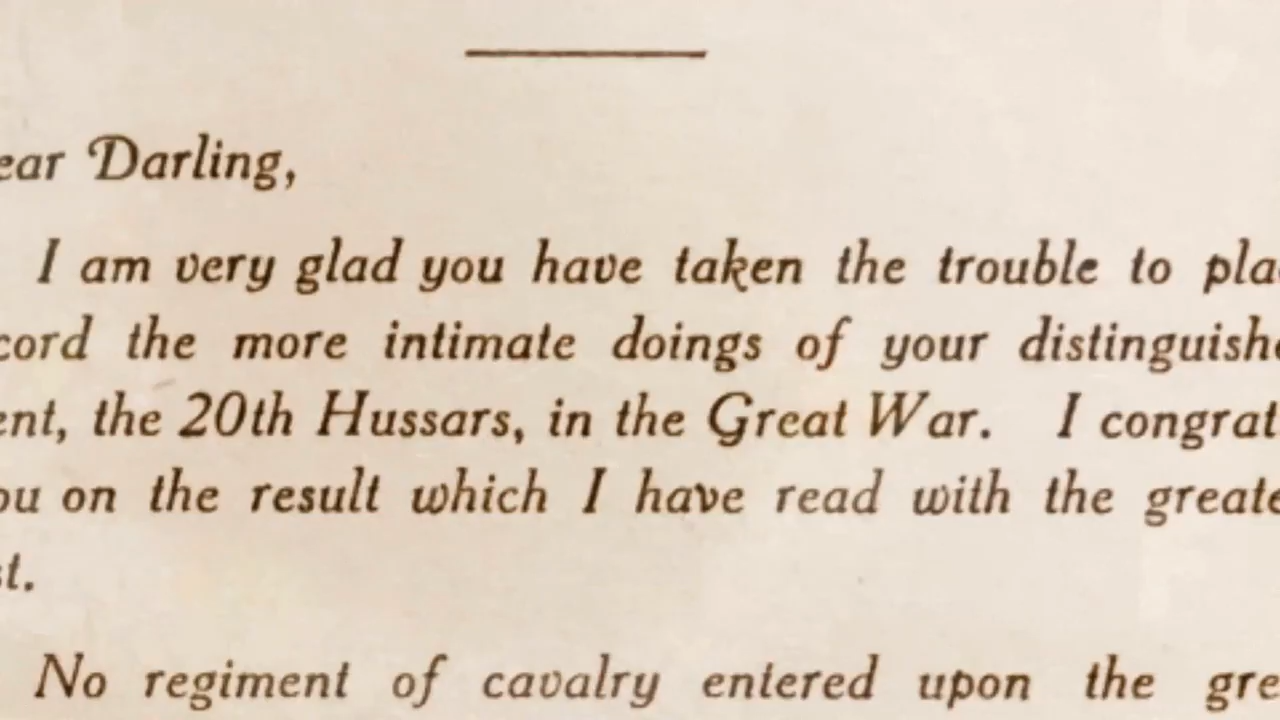 ear Darling,
I am very glad you have taken the trouble to pla
cord the more intimate doings of your distinguishe
ent, the 20th Hussars, in the Great War. I congrat
ou on the result which I have read with the greate
st.
No regiment of cavalry entered upon the gre